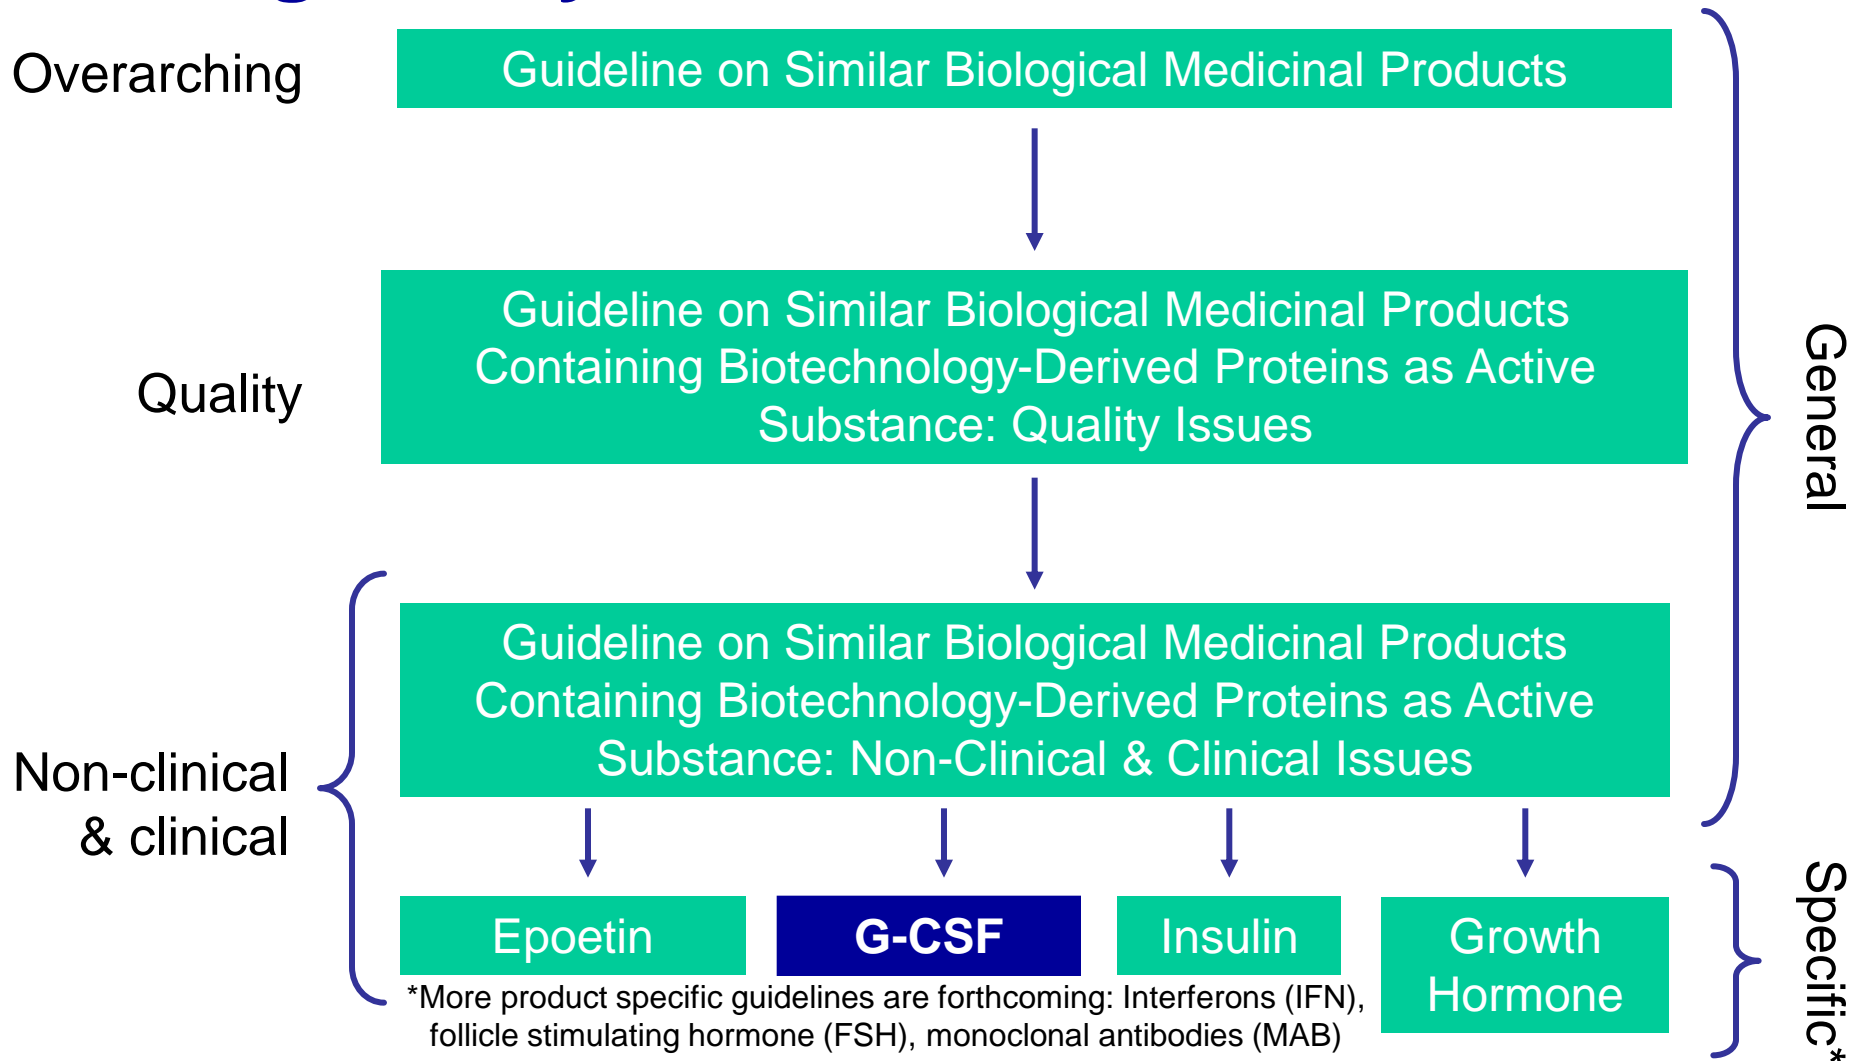 Overarching
Guideline on Similar Biological Medicinal Products
Quality
Guideline on Similar Biological Medicinal Products
Containing Biotechnology-Derived Proteins as Active
Substance: Quality Issues
General
Non-clinical
& clinical
Guideline on Similar Biological Medicinal Products
Containing Biotechnology-Derived Proteins as Active
Substance: Non-Clinical & Clinical Issues
Epoetin
G-CSF
Insulin
Growth
Hormone
Specific*
*More product specific guidelines are forthcoming: Interferons (IFN),
follicle stimulating hormone (FSH), monoclonal antibodies (MAB)